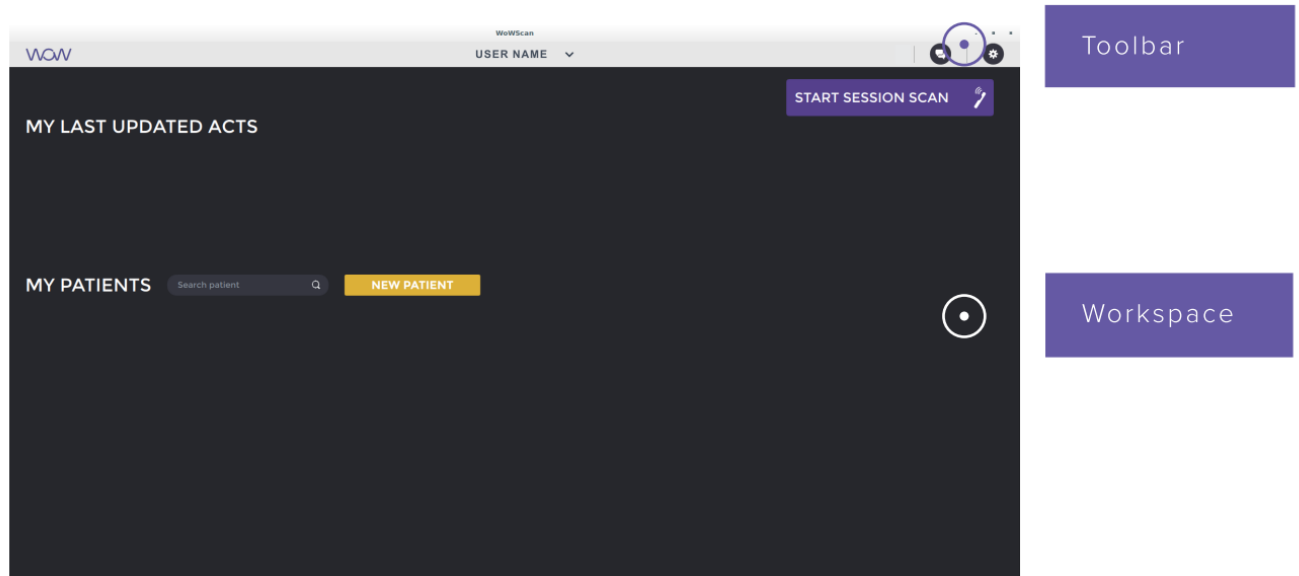 WoWScan
WOW
USER NAME
Toolbar
START SESSION SCAN
MY LAST UPDATED ACTS
MY PATIENTS
Search patient
NEW PATIENT
Workspace